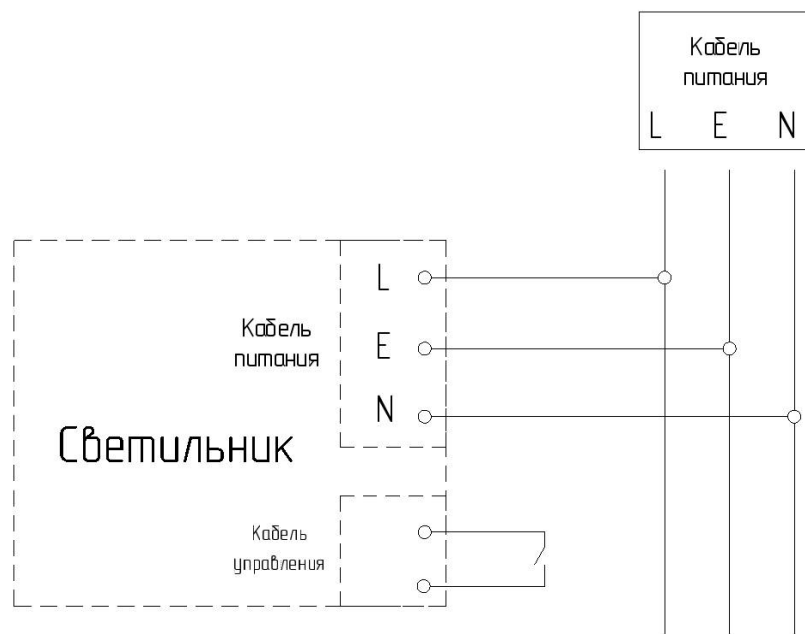 Кабель
питания
L E N
L
Кабель
питания
E
N
Светильник
Кабель
управления